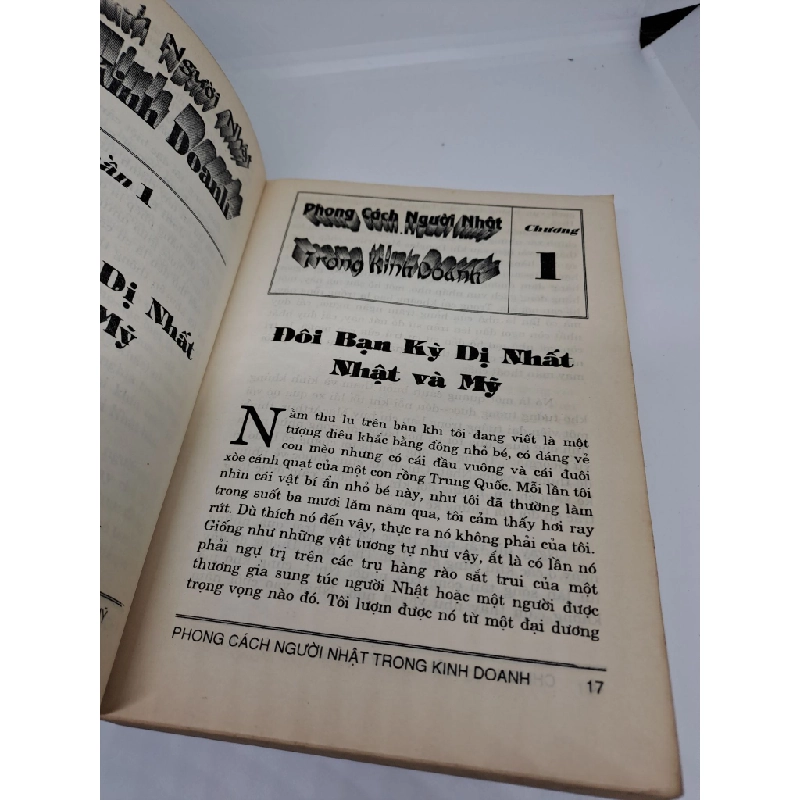 Người Nhật
Doanh
1
Dị Nhất
Mỹ
Phong Cách Người Nhật
Trong Kinh Doanh
Chương
1
Đôi Bạn Kỳ Dị Nhất
Nhật và Mỹ
Nằm thu lu trên bàn khi tôi đang viết là một
tượng điêu khắc bằng đồng nhỏ bé, có dáng vẻ
con mèo nhưng có cái đầu vuông và cái đuôi
xòe cánh quạt của một con rồng Trung Quốc. Mỗi lần tôi
nhìn cái vật bí ẩn nhỏ bé này, như tôi đã thường làm
trong suốt ba mươi lăm năm qua, tôi cảm thấy hơi ray
rứt. Dù thích nó đến vậy, thực ra nó không phải của tôi.
Giống như những vật tương tự như vậy, ắt là có lần nó
phải ngự trị trên các trụ hàng rào sắt trui của một
thương gia sung túc người Nhật hoặc một người được
trọng vọng nào đó. Tôi lượm được nó từ một đại dương
PHONG CÁCH NGƯỜI NHẬT TRONG KINH DOANH
17